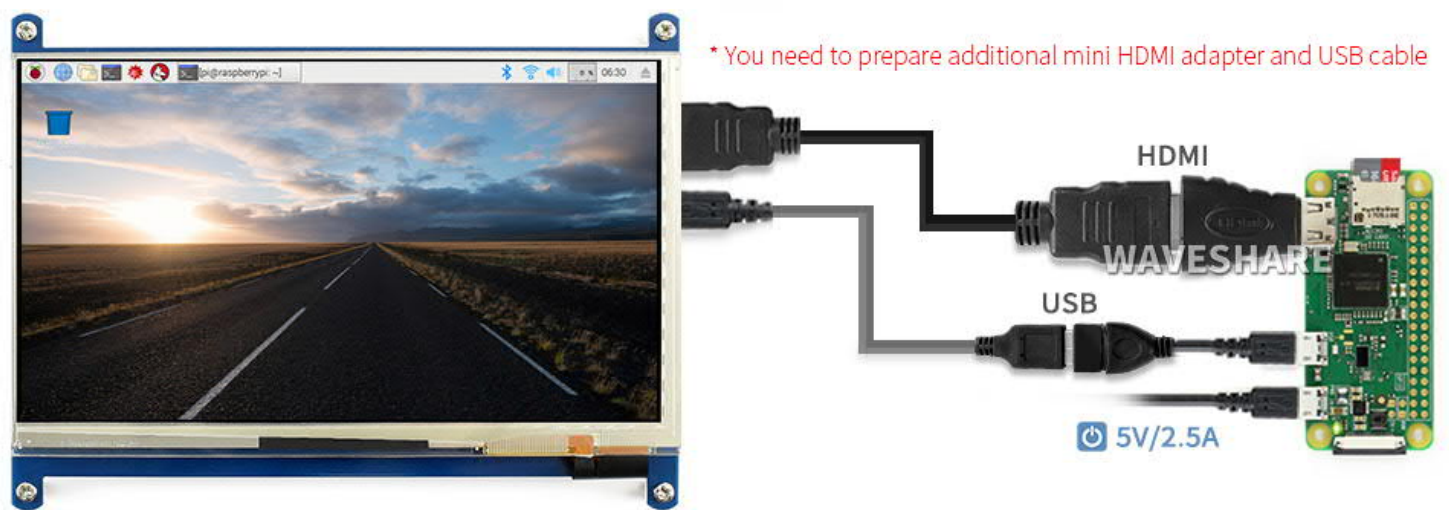 * You need to prepare additional mini HDMI adapter and USB cable
[pi@raspberrypi: ~]
06:30
HDMI
WAVESHARE
USB
5V/2.5A